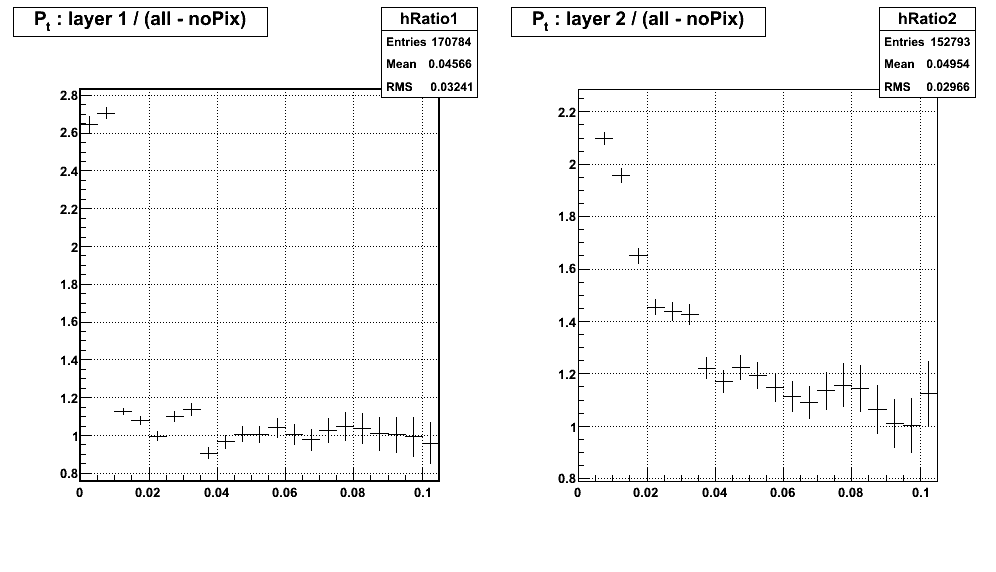 Pt : layer 1 / (all - noPix)
hRatio1
Entries 170784
Mean 0.04566
RMS 0.03241
2.8
2.6
2.4
2.2
2
1.8
1.6
1.4
1.2
1
0.8
0 0.02 0.04 0.06 0.08 0.1
Pt : layer 2 / (all - noPix)
hRatio2
Entries 152793
Mean 0.04954
RMS 0.02966
2.2
2
1.8
1.6
1.4
1.2
1
0.8
0 0.02 0.04 0.06 0.08 0.1